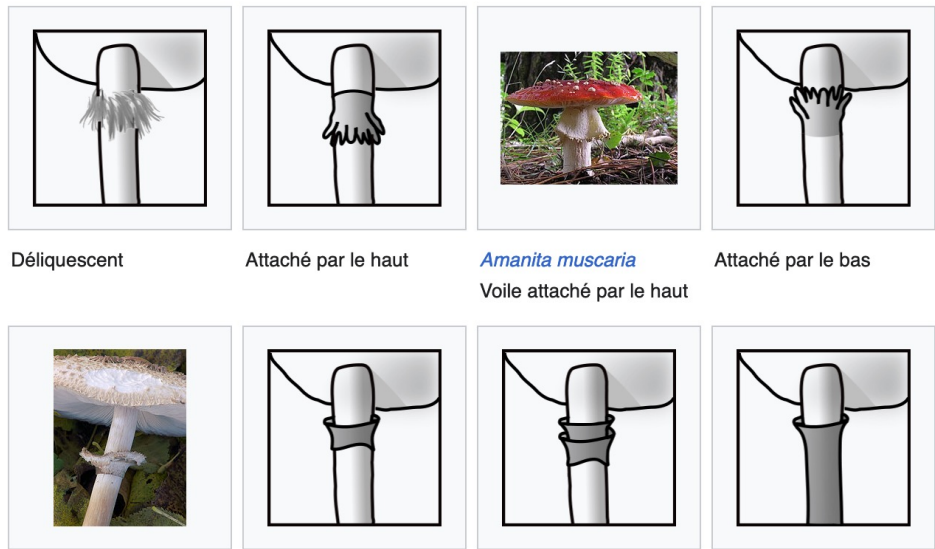 Déliquescent
Attaché par le haut
Amanita muscaria
Voile attaché par le haut
Attaché par le bas